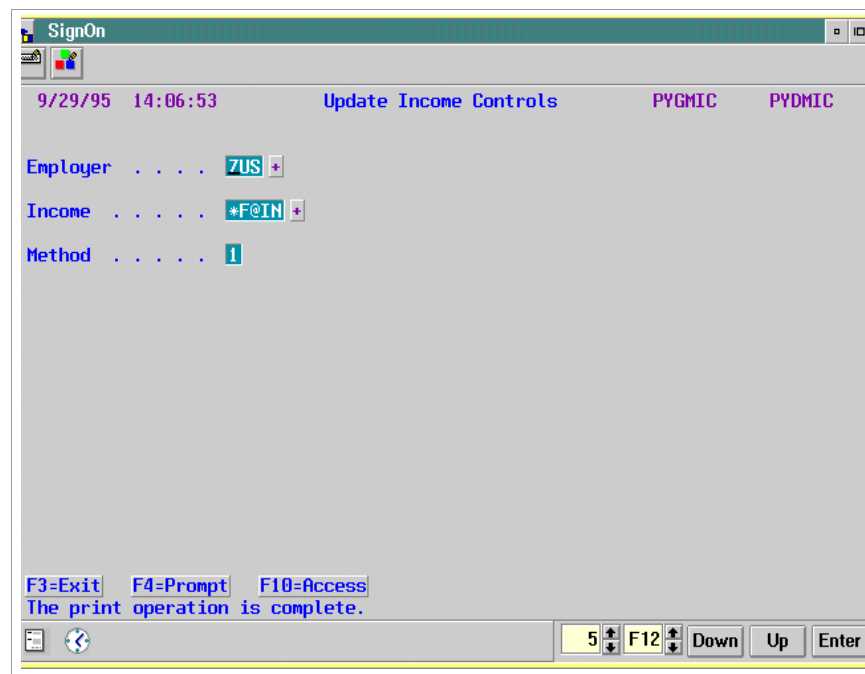 SignOn
9/29/95 14:06:53 Update Income Controls PYGMIC PYDMIC
Employer . . . . ZUS +
Income . . . . . *F@IN +
Method . . . . . 1
F3=Exit F4=Prompt F10=Access
The print operation is complete.
5 F12 Down Up Enter